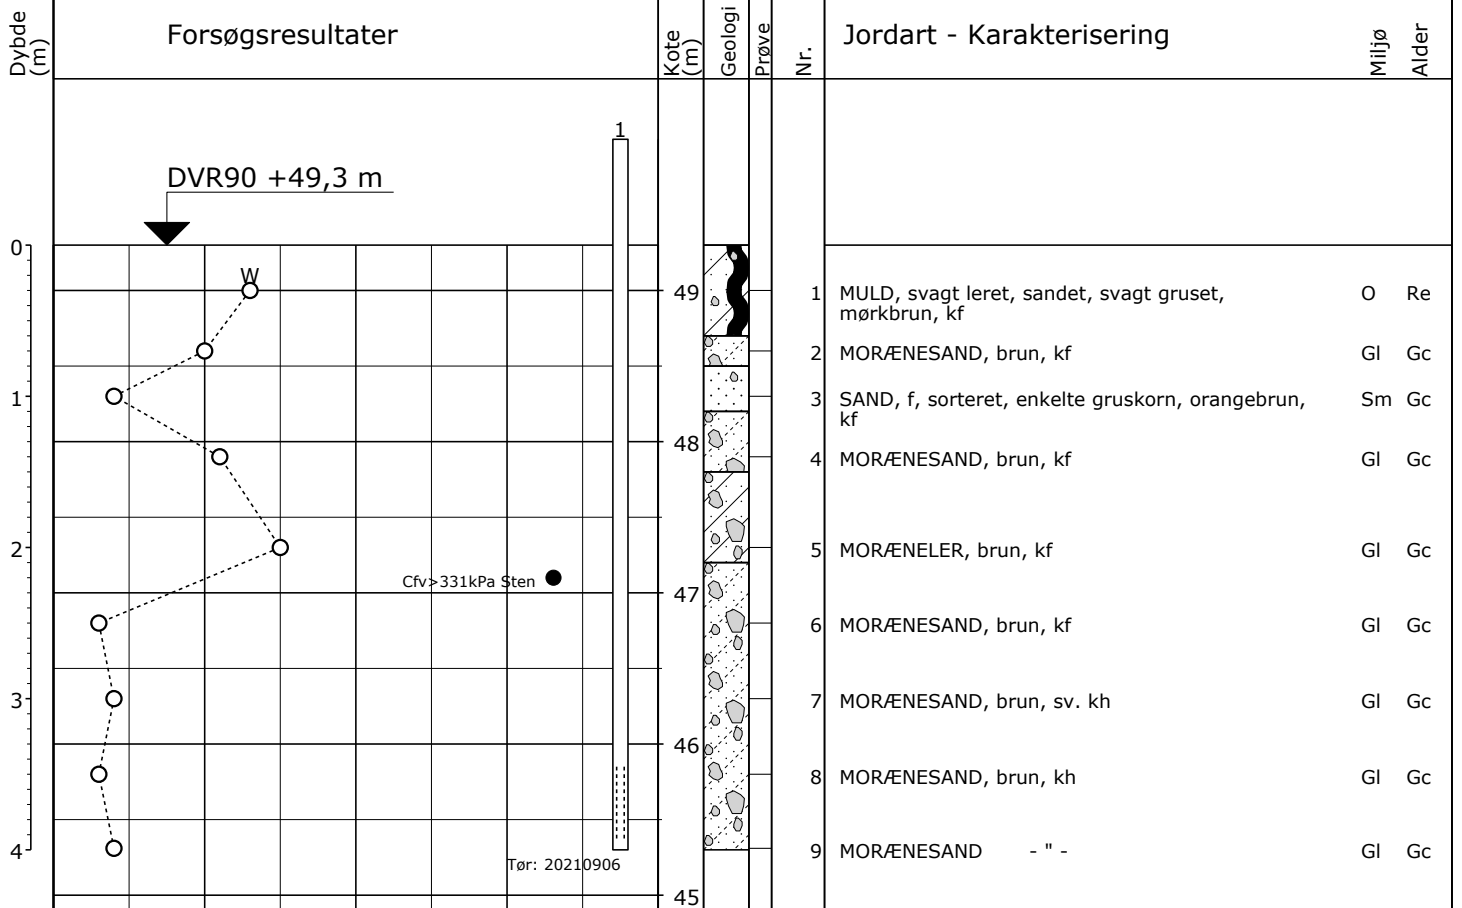 Dybde (m)
Forsøgsresultater
Kote (m)
Geologi
Prøve
Nr.
Jordart - Karakterisering
Miljø
Alder
1
DVR90 +49,3 m
0
W
49
1 MULD, svagt leret, sandet, svagt gruset, O Re
mørkbrun, kf
2 MORÆNESAND, brun, kf Gl Gc
1
3 SAND, f, sorteret, enkelte gruskorn, orangebrun, Sm Gc
kf
48
4 MORÆNESAND, brun, kf Gl Gc
2
5 MORÆNELER, brun, kf Gl Gc
Cfv>331kPa Sten
47
6 MORÆNESAND, brun, kf Gl Gc
3
7 MORÆNESAND, brun, sv. kh Gl Gc
46
8 MORÆNESAND, brun, kh Gl Gc
4
9 MORÆNESAND - " - Gl Gc
Tør: 20210906
45